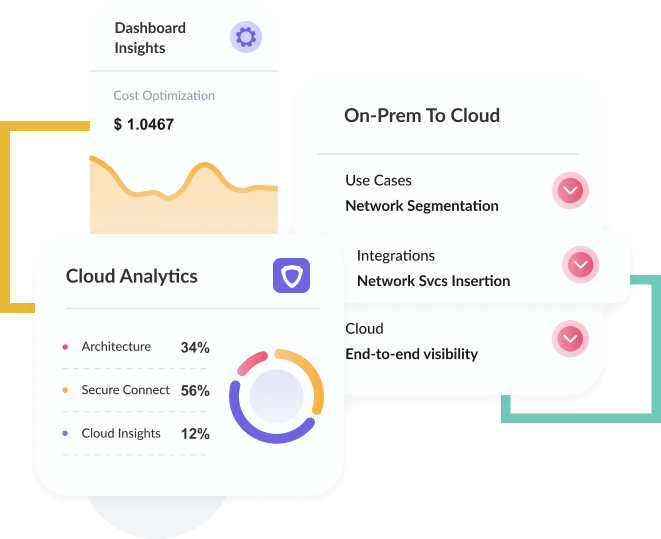 Dashboard
Insights
Cost Optimization
$ 1.0467
On-Prem To Cloud
Use Cases
Network Segmentation
Integrations
Network Svcs Insertion
Cloud
End-to-end visibility
Cloud Analytics
Architecture 34%
Secure Connect 56%
Cloud Insights 12%